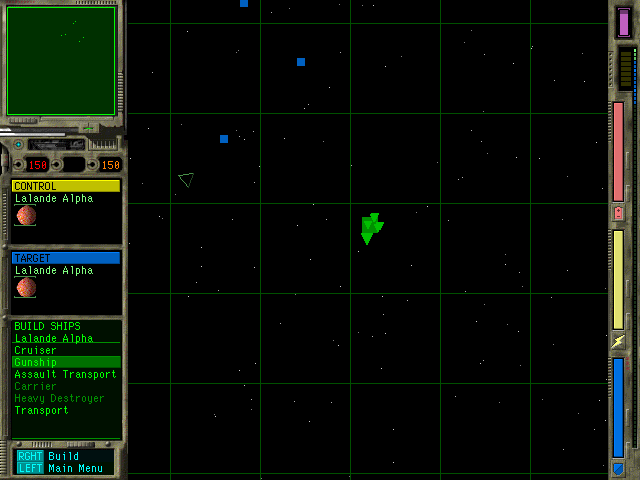 150 150
CONTROL
Lalande Alpha
TARGET
Lalande Alpha
BUILD SHIPS
Lalande Alpha
Cruiser
Gunship
Assault Transport
Carrier
Heavy Destroyer
Transport
RGHT Build
LEFT Main Menu